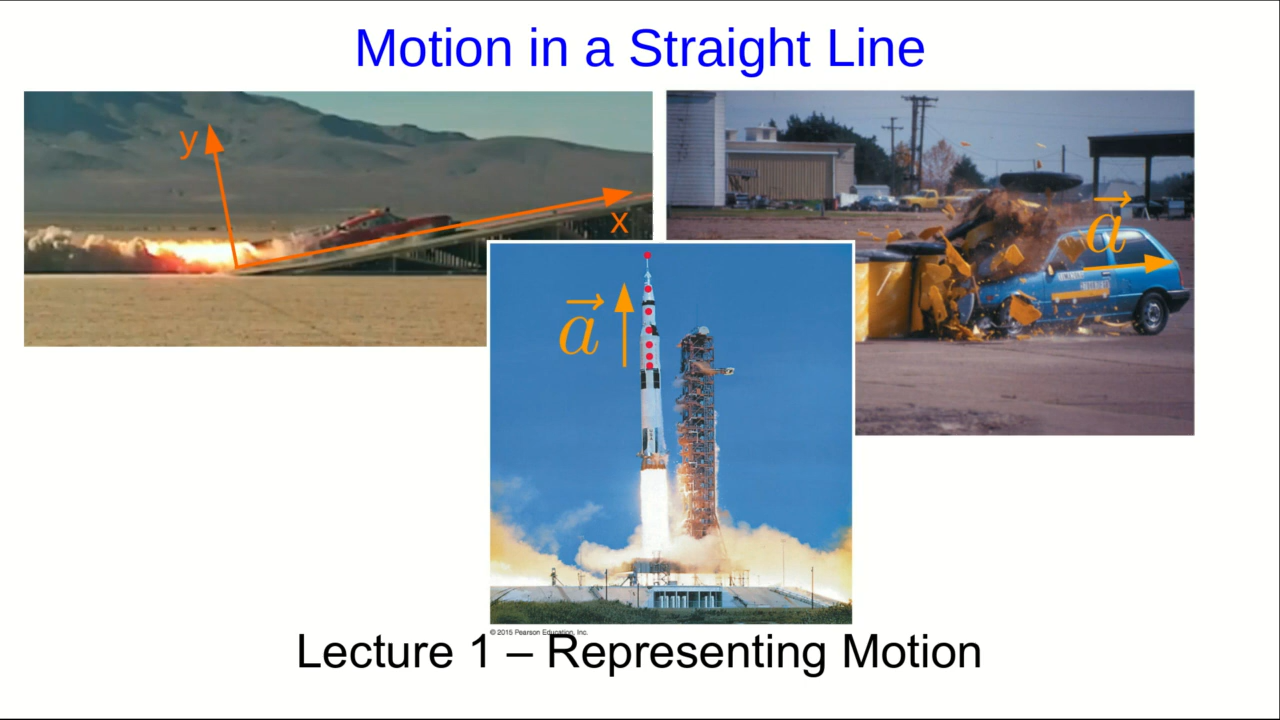 Motion in a Straight Line
y
x
a
a
© 2015 Pearson Education, Inc.
Lecture 1 – Representing Motion